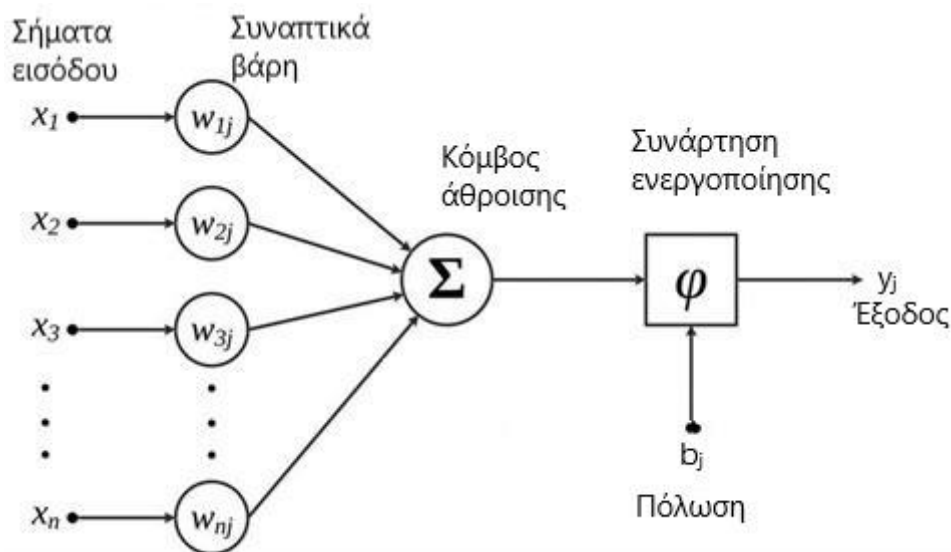 Σήματα
εισόδου
Συναπτικά
βάρη
x1
w1j
x2
w2j
x3
w3j
xn
wnj
Κόμβος
άθροισης
Σ
Συνάρτηση
ενεργοποίησης
φ
yj
Έξοδος
bj
Πόλωση